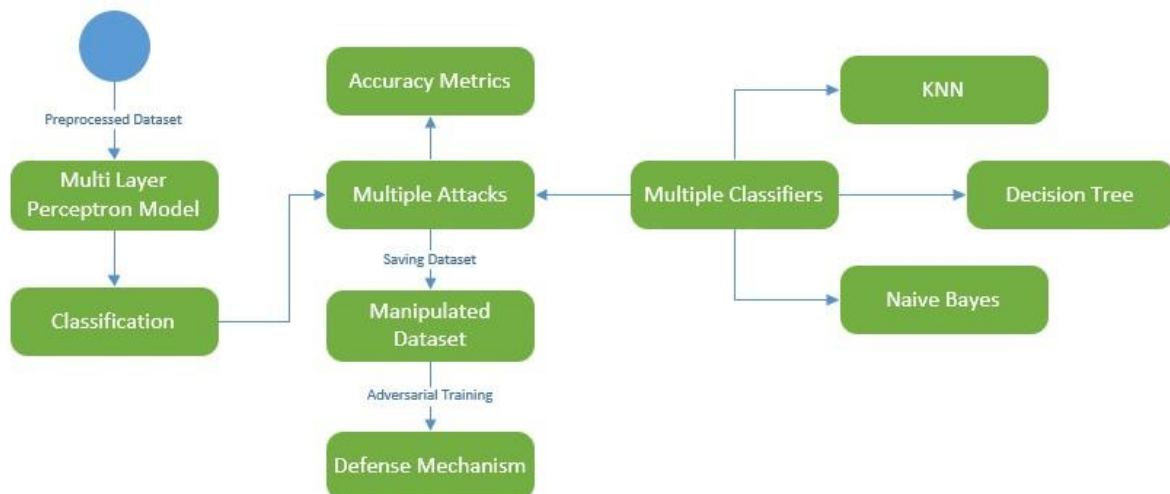 Preprocessed Dataset
Multi Layer
Perceptron Model
Classification
Accuracy Metrics
Multiple Attacks
Saving Dataset
Manipulated
Dataset
Adversarial Training
Defense Mechanism
Multiple Classifiers
KNN
Decision Tree
Naive Bayes